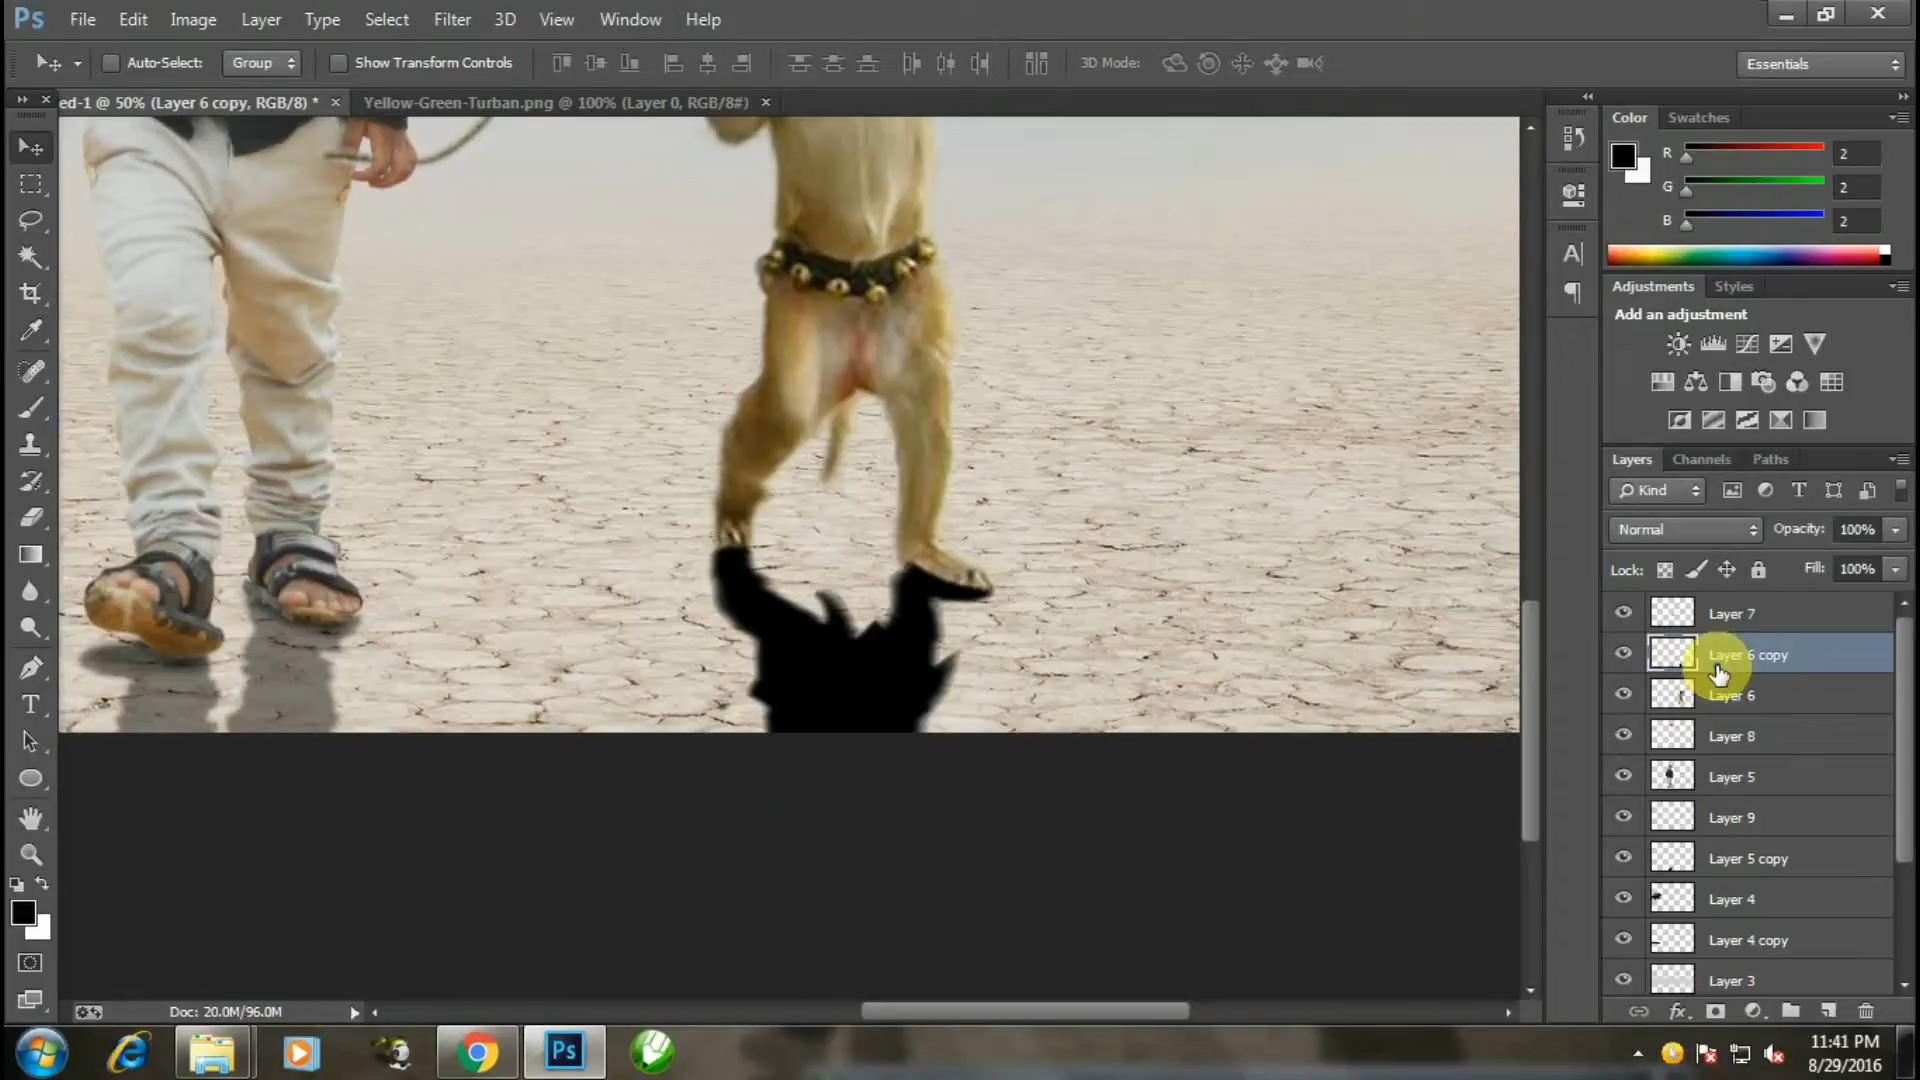 Ps File Edit Image Layer Type Select Filter 3D View Window Help
Auto-Select: Group Show Transform Controls 3D Mode: Essentials
ed-1 @ 50% (Layer 6 copy, RGB/8) * × Yellow-Green-Turban.png @ 100% (Layer 0, RGB/8#) ×
Color Swatches
R 2
G 2
B 2
Adjustments Styles
Add an adjustment
Layers Channels Paths
Kind
Normal Opacity: 100%
Lock: Fill: 100%
Layer 7
Layer 6 copy
Layer 6
Layer 8
Layer 5
Layer 9
Layer 5 copy
Layer 4
Layer 4 copy
Layer 3
fx
T
A
Doc: 20.0M/96.0M
Ps
11:41 PM
8/29/2016